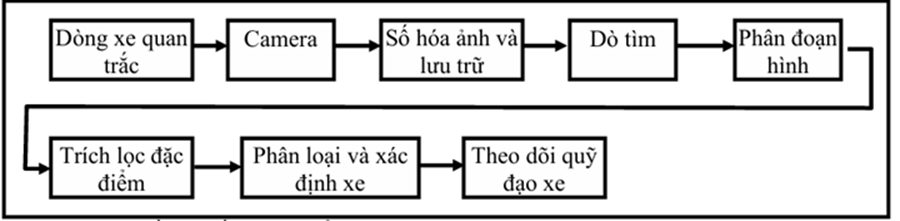 Dòng xe quan
trắc
Camera
Số hóa ảnh và
lưu trữ
Dò tìm
Phân đoạn
hình
Trích lọc đặc
điểm
Phân loại và xác
định xe
Theo dõi quỹ
đạo xe